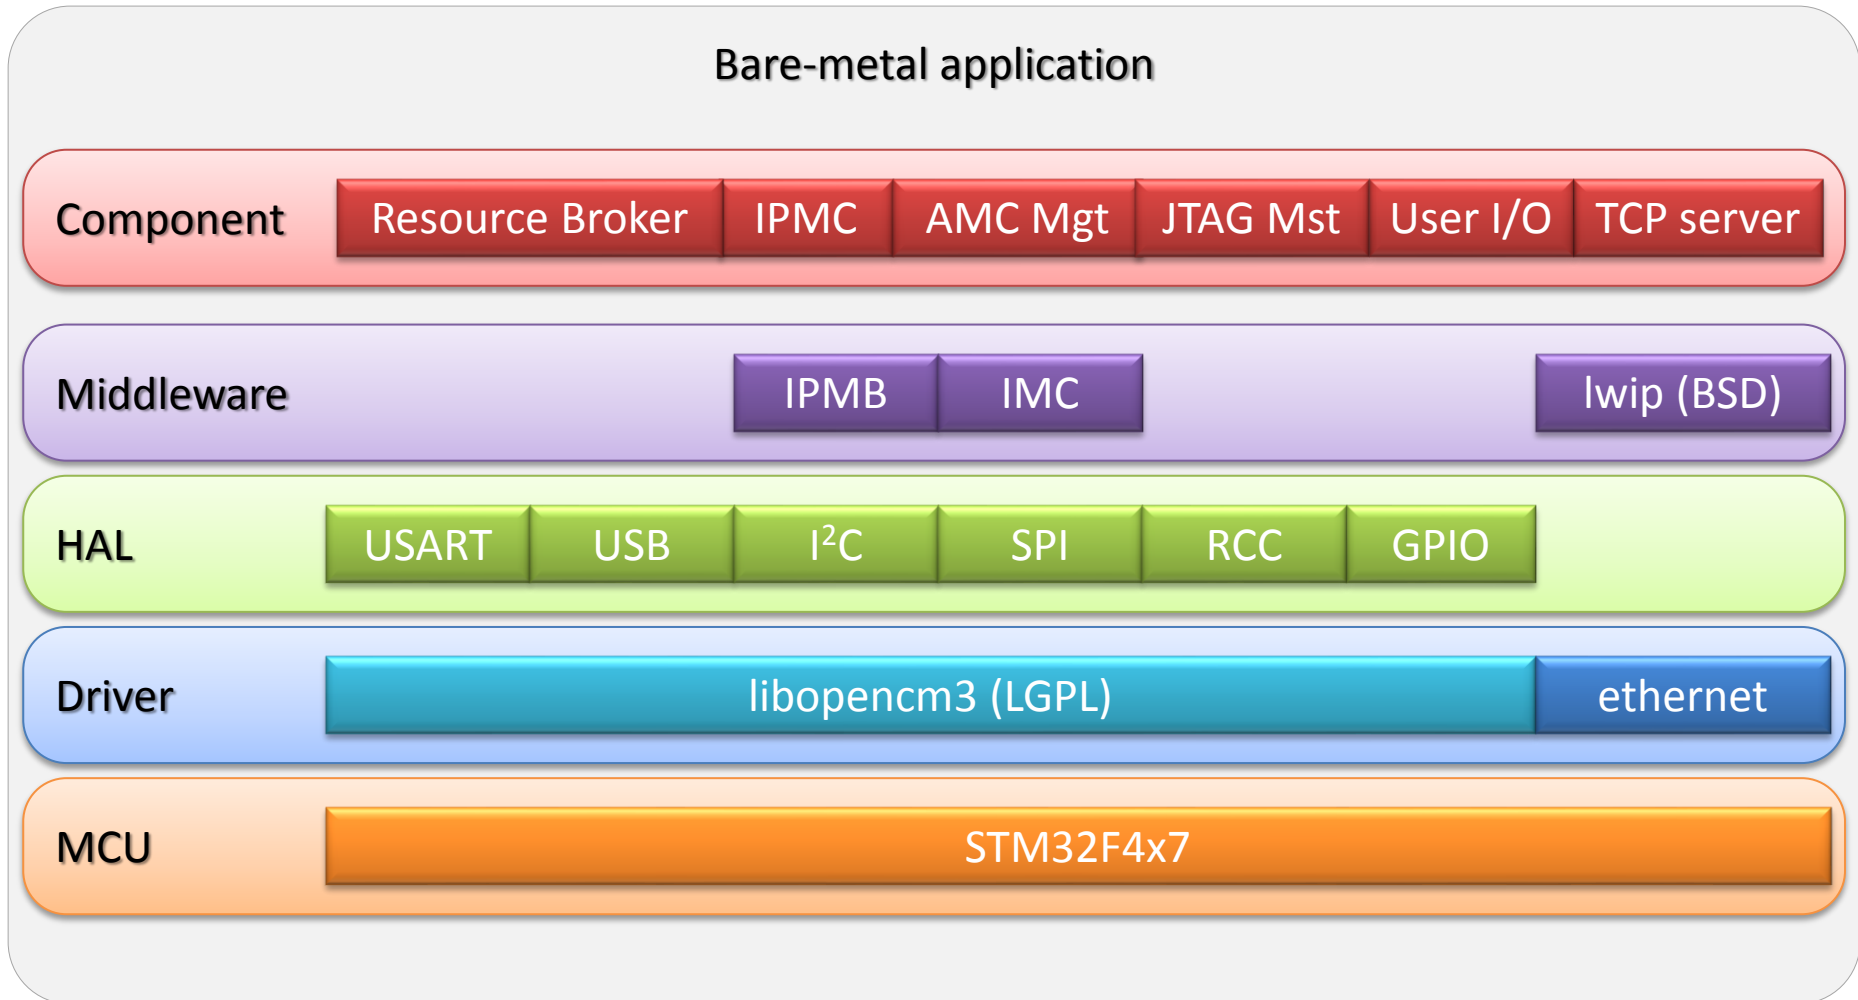 Bare-metal application
Component Resource Broker IPMC AMC Mgt JTAG Mst User I/O TCP server
Middleware IPMB IMC lwip (BSD)
HAL USART USB I²C SPI RCC GPIO
Driver libopencm3 (LGPL) ethernet
MCU STM32F4x7